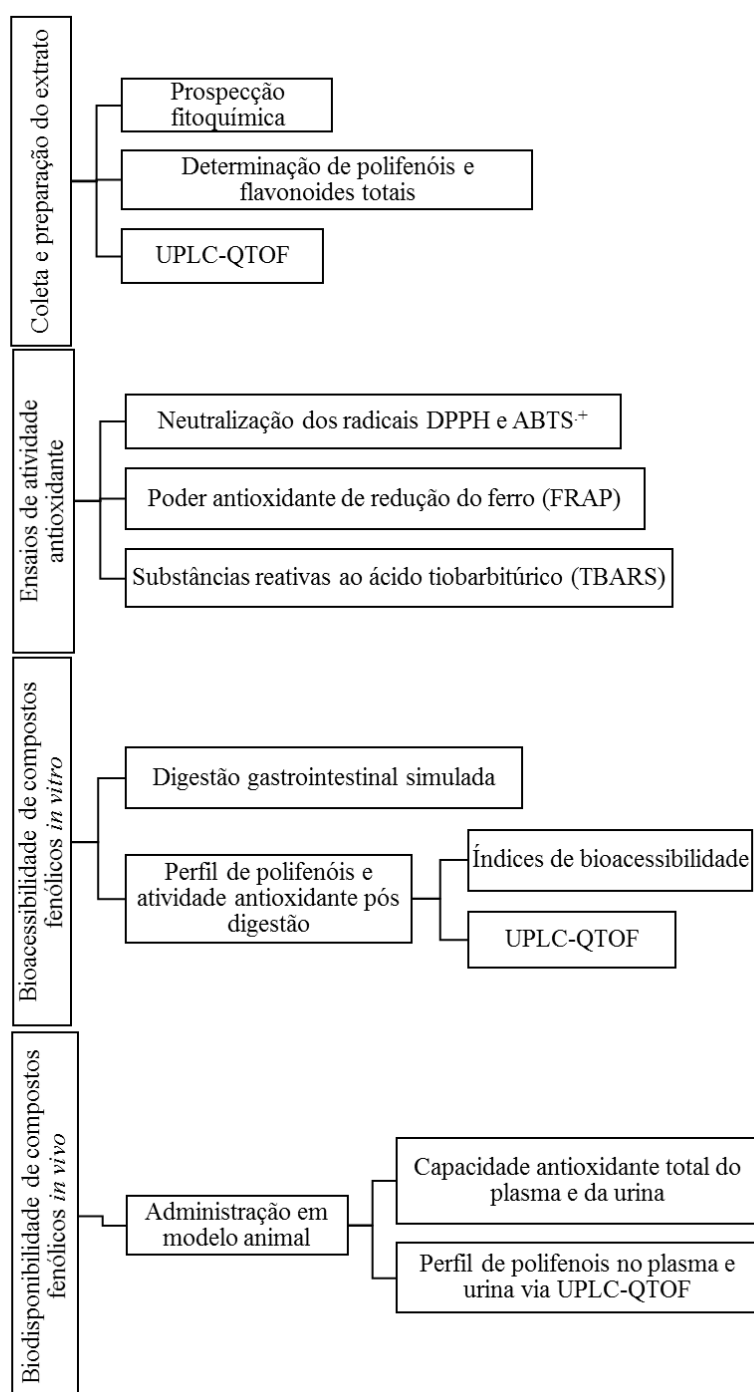 Coleta e preparação do extrato
Prospecção
fitoquímica
Determinação de polifenóis e
flavonoides totais
UPLC-QTOF
Ensaios de atividade
antioxidante
Neutralização dos radicais DPPH e ABTS·+
Poder antioxidante de redução do ferro (FRAP)
Substâncias reativas ao ácido tiobarbitúrico (TBARS)
Bioacessibilidade de compostos
fenólicos in vitro
Digestão gastrointestinal simulada
Perfil de polifenóis e
atividade antioxidante pós
digestão
Índices de bioacessibilidade
UPLC-QTOF
Biodisponibilidade de compostos
fenólicos in vivo
Administração em
modelo animal
Capacidade antioxidante total do
plasma e da urina
Perfil de polifenois no plasma e
urina via UPLC-QTOF